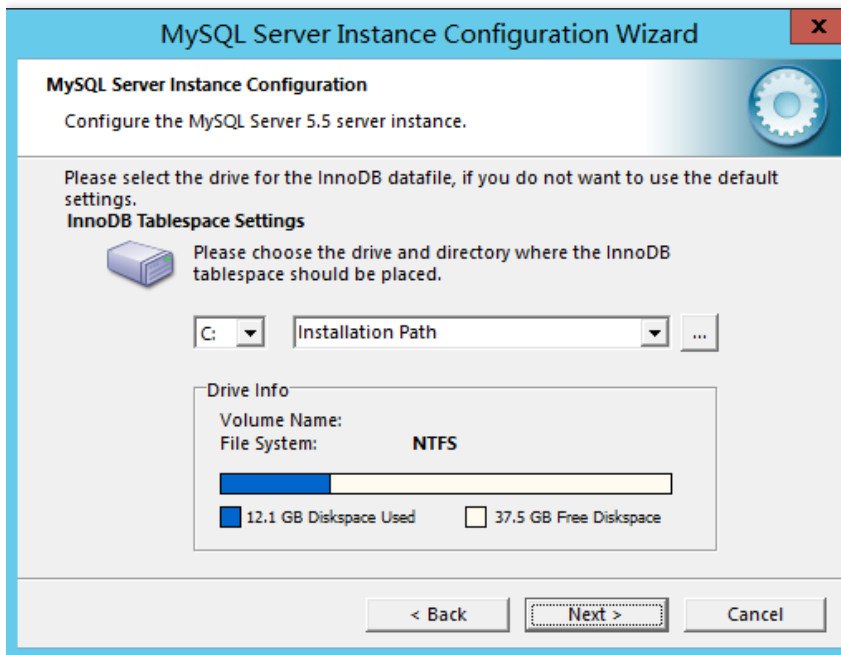 MySQL Server Instance Configuration Wizard
x
MySQL Server Instance Configuration
Configure the MySQL Server 5.5 server instance.
Please select the drive for the InnoDB datafile, if you do not want to use the default
settings.
InnoDB Tablespace Settings
Please choose the drive and directory where the InnoDB
tablespace should be placed.
C:
Installation Path
...
Drive Info
Volume Name:
File System: NTFS
12.1 GB Diskspace Used
37.5 GB Free Diskspace
< Back
Next >
Cancel